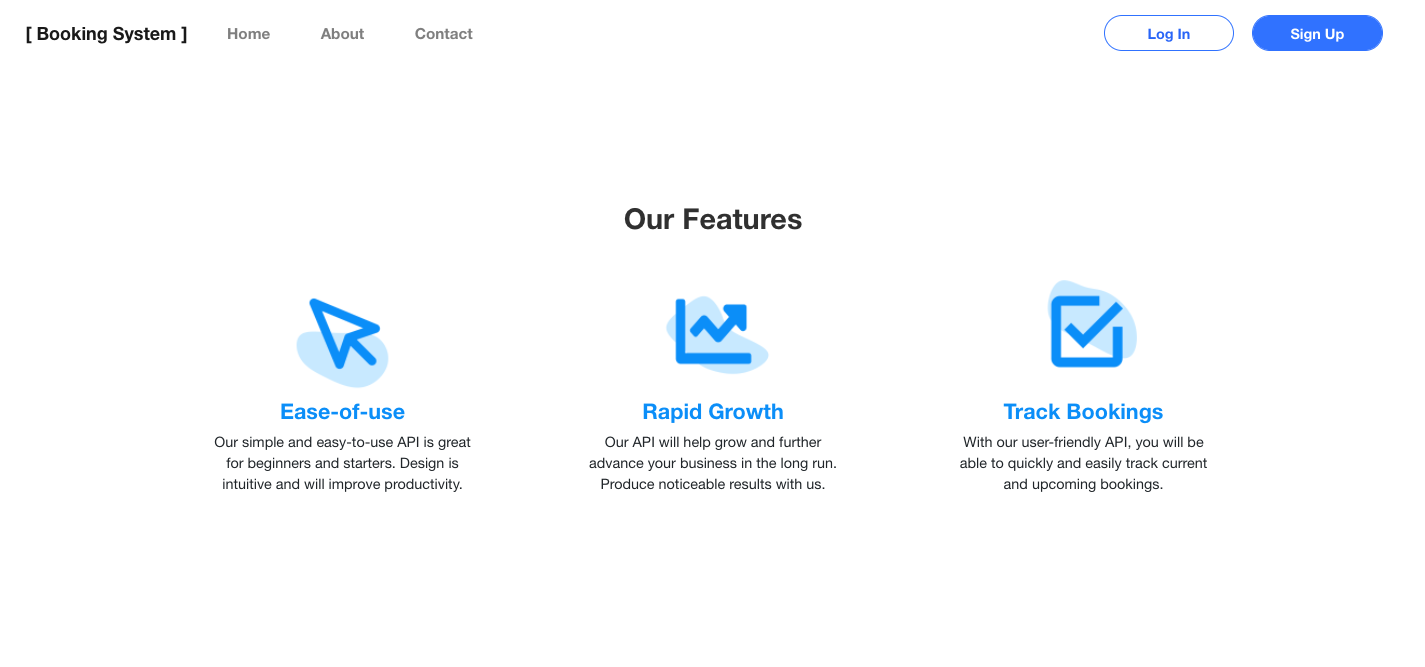 [ Booking System ] Home About Contact Log In Sign Up
Our Features
Ease-of-use
Our simple and easy-to-use API is great
for beginners and starters. Design is
intuitive and will improve productivity.
Rapid Growth
Our API will help grow and further
advance your business in the long run.
Produce noticeable results with us.
Track Bookings
With our user-friendly API, you will be
able to quickly and easily track current
and upcoming bookings.